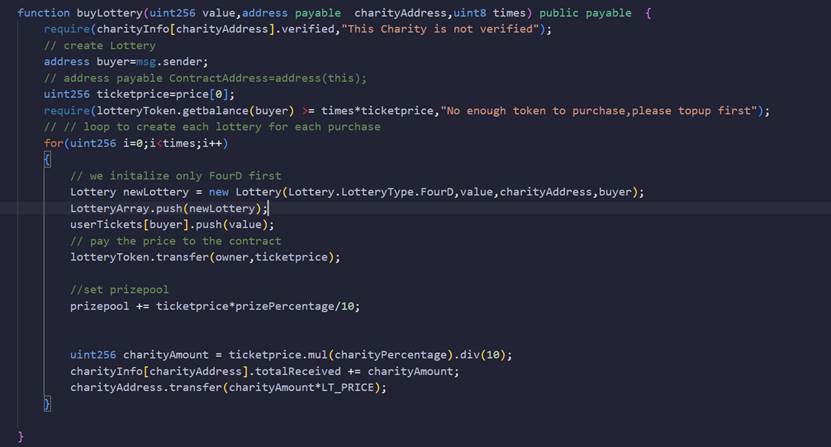 function buyLottery(uint256 value,address payable  charityAddress,uint8 times) public payable  {
    require(charityInfo[charityAddress].verified,"This Charity is not verified");
    // create Lottery
    address buyer=msg.sender;
    // address payable ContractAddress=address(this);
    uint256 ticketprice=price[0];
    require(lotteryToken.getbalance(buyer) >= times*ticketprice,"No enough token to purchase,please topup first");
    // // loop to create each lottery for each purchase
    for(uint256 i=0;i<times;i++)
    {
        // we initalize only FourD first
        Lottery newLottery = new Lottery(Lottery.LotteryType.FourD,value,charityAddress,buyer);
        LotteryArray.push(newLottery);
        userTickets[buyer].push(value);
        // pay the price to the contract
        lotteryToken.transfer(owner,ticketprice);
        //set prizepool
        prizepool += ticketprice*prizePercentage/10;
        uint256 charityAmount = ticketprice.mul(charityPercentage).div(10);
        charityInfo[charityAddress].totalReceived += charityAmount;
        charityAddress.transfer(charityAmount*LT_PRICE);
    }
}